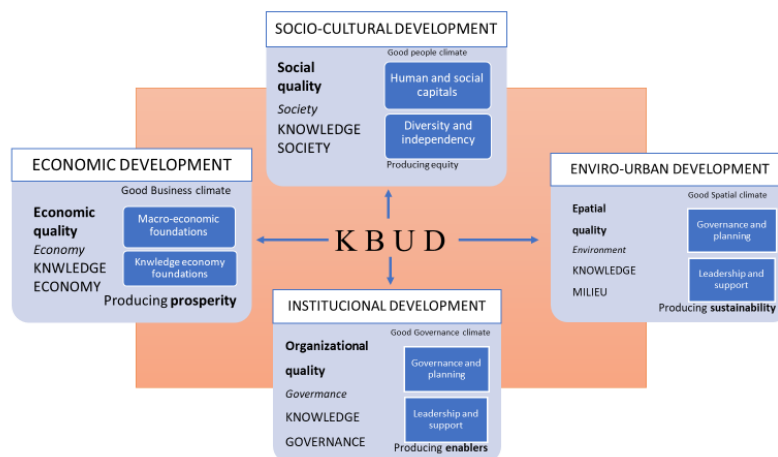 SOCIO-CULTURAL DEVELOPMENT
Good people climate
Social
quality
Society
KNOWLEDGE
SOCIETY
Human and social
capitals
Diversity and
independency
Producing equity
ECONOMIC DEVELOPMENT
Good Business climate
Economic
quality
Economy
KNWLEDGE
ECONOMY
Macro-economic
foundations
Knwledge economy
foundations
Producing prosperity
K B U D
ENVIRO-URBAN DEVELOPMENT
Good Spatial climate
Epatial
quality
Environment
KNOWLEDGE
MILIEU
Governance and
planning
Leadership and
support
Producing sustainability
INSTITUCIONAL DEVELOPMENT
Good Governance climate
Organizational
quality
Govermance
KNOWLEDGE
GOVERNANCE
Governance and
planning
Leadership and
support
Producing enablers